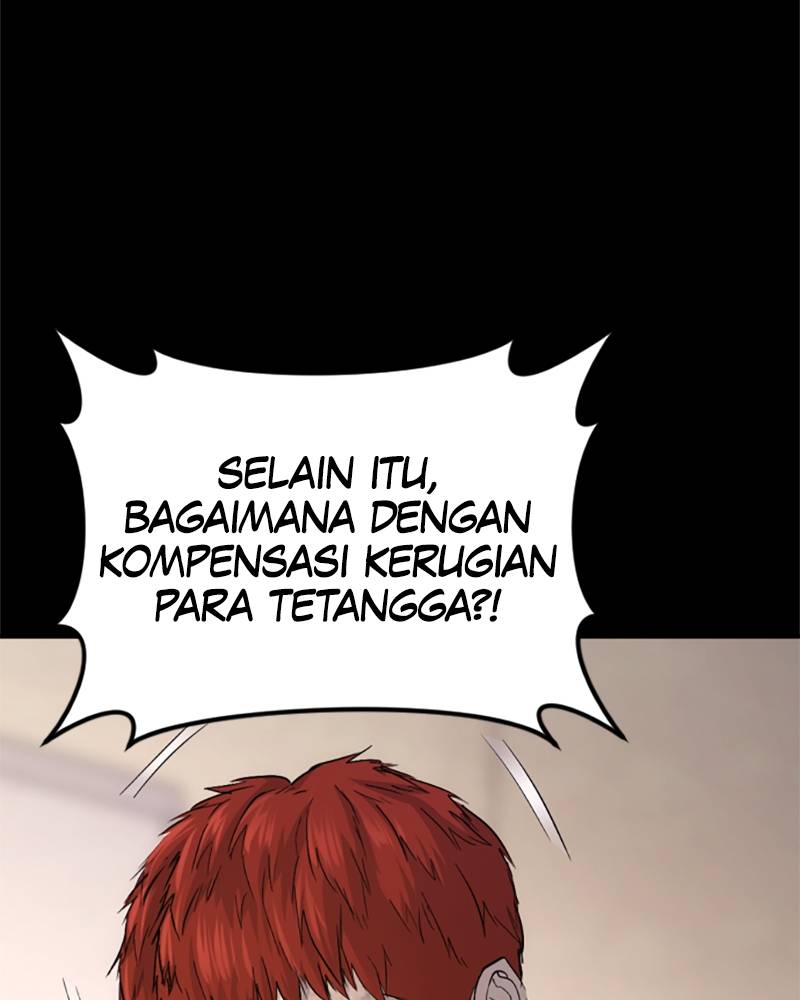 SELAIN ITU,
BAGAIMANA DENGAN
KOMPENSASI KERUGIAN
PARA TETANGGA?!